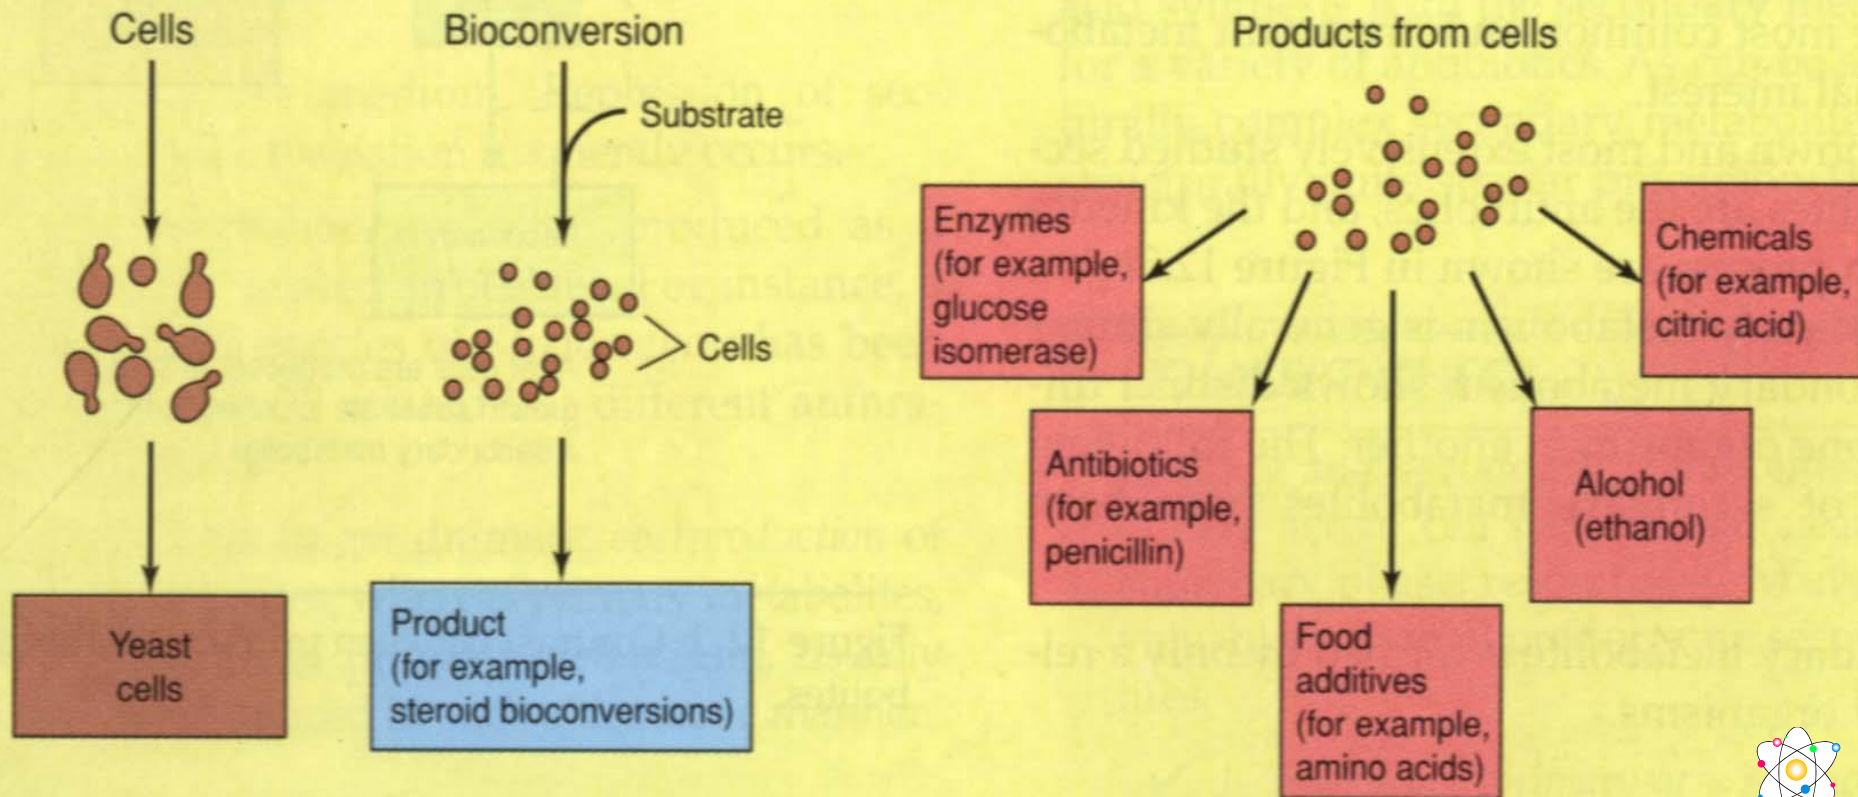 Cells
Yeast
cells
Bioconversion
Substrate
Cells
Product
(for example,
steroid bioconversions)
Products from cells
Enzymes
(for example,
glucose
isomerase)
Antibiotics
(for example,
penicillin)
Food
additives
(for example,
amino acids)
Alcohol
(ethanol)
Chemicals
(for example,
citric acid)